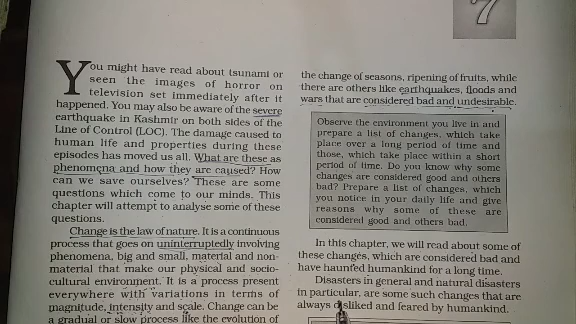 7
You might have read about tsunami or
seen the images of horror on
television set immediately after it
happened. You may also be aware of the severe
earthquake in Kashmir on both sides of the
Line of Control (LOC). The damage caused to
human life and properties during these
episodes has moved us all. What are these as
phenomena and how they are caused? How
can we save ourselves? These are some
questions which come to our minds. This
chapter will attempt to analyse some of these
questions.
Change is the law of nature. It is a continuous
process that goes on uninterruptedly involving
phenomena, big and small, material and non-
material that make our physical and socio-
cultural environment. It is a process present
everywhere with variations in terms of
magnitude, intensity and scale. Change can be
a gradual or slow process like the evolution of
the change of seasons, ripening of fruits, while
there are others like earthquakes, floods and
wars that are considered bad and undesirable.
Observe the environment you live in and
prepare a list of changes, which take
place over a long period of time and
those, which take place within a short
period of time. Do you know why some
changes are considered good and others
bad? Prepare a list of changes, which
you notice in your daily life and give
reasons why some of these are
considered good and others bad.
In this chapter, we will read about some of
these changes, which are considered bad and
have haunted humankind for a long time.
Disasters in general and natural disasters
in particular, are some such changes that are
always disliked and feared by humankind.